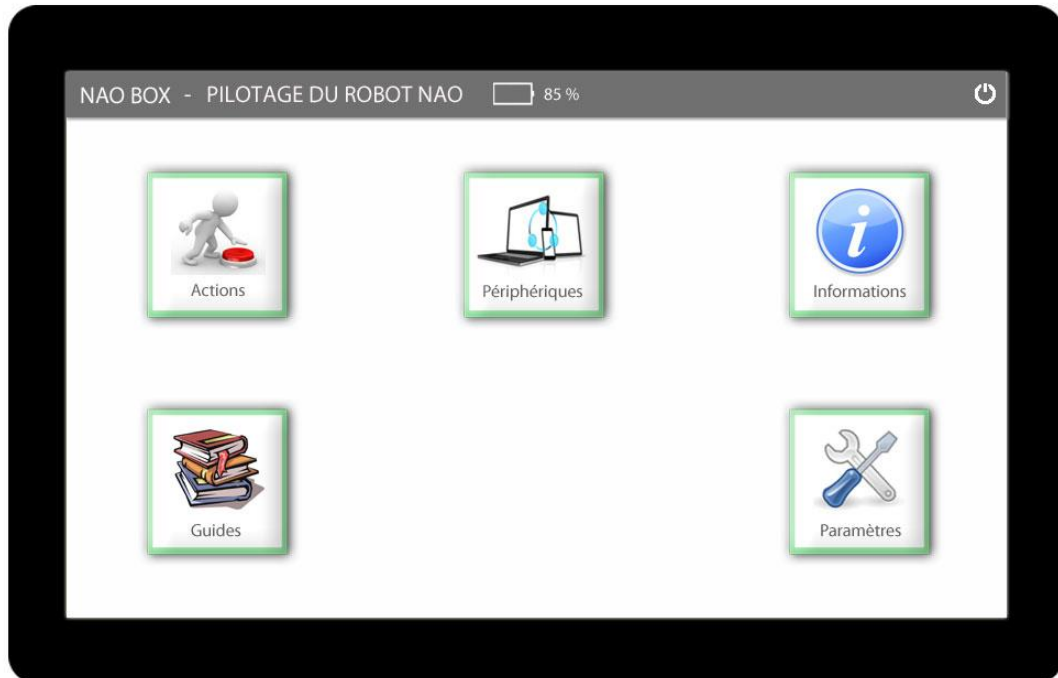 NAO BOX - PILOTAGE DU ROBOT NAO 85 %
Actions
Périphériques
Informations
Guides
Paramètres